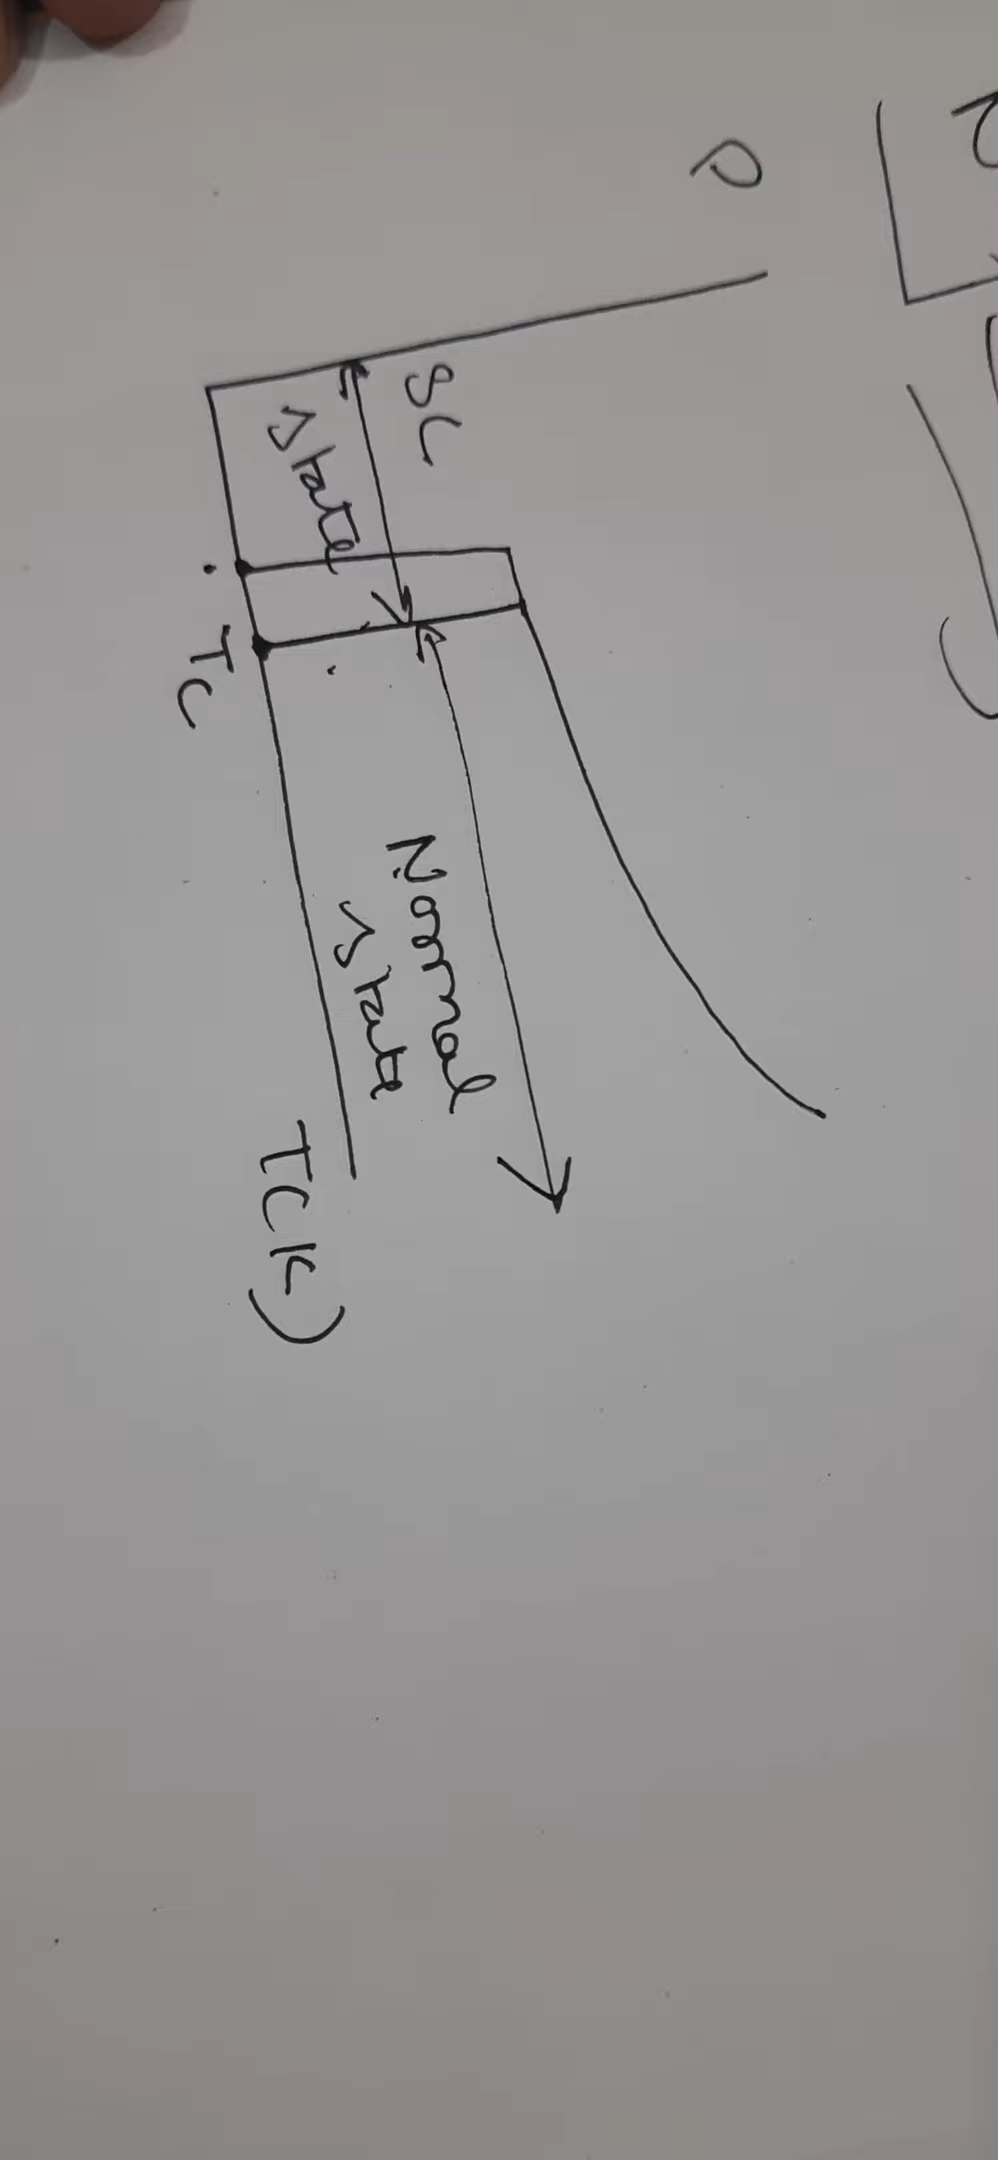 ρ
SC
state
Normal
state
TC
T(K)